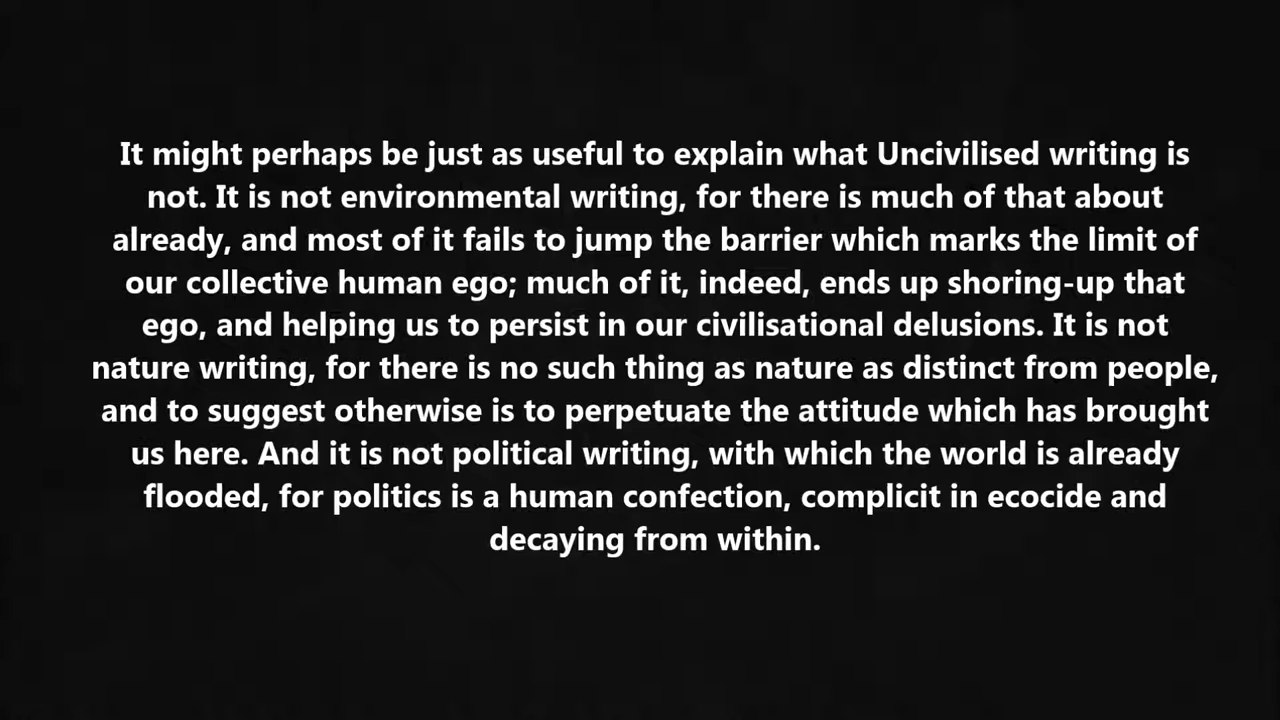 It might perhaps be just as useful to explain what Uncivilised writing is
not. It is not environmental writing, for there is much of that about
already, and most of it fails to jump the barrier which marks the limit of
our collective human ego; much of it, indeed, ends up shoring-up that
ego, and helping us to persist in our civilisational delusions. It is not
nature writing, for there is no such thing as nature as distinct from people,
and to suggest otherwise is to perpetuate the attitude which has brought
us here. And it is not political writing, with which the world is already
flooded, for politics is a human confection, complicit in ecocide and
decaying from within.